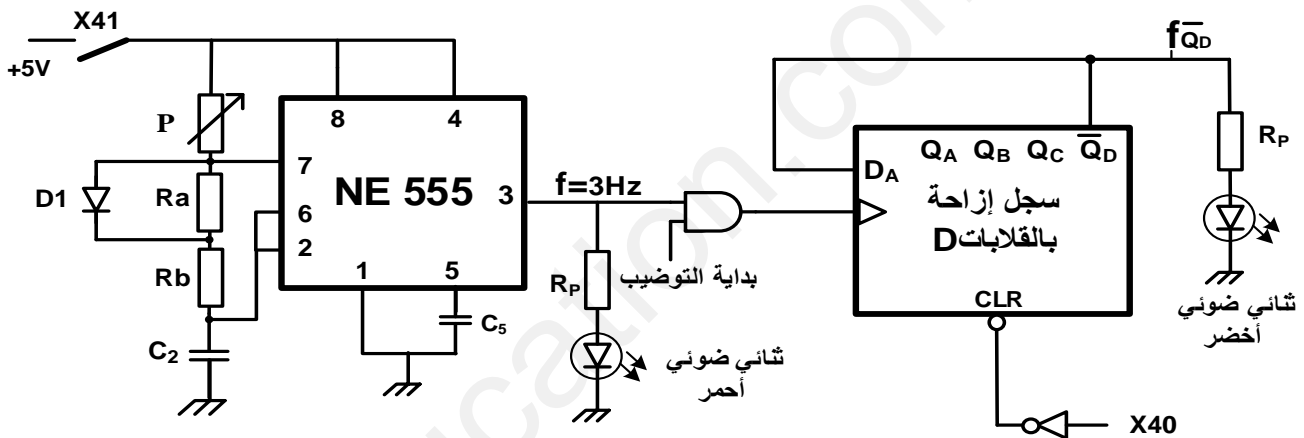 X41
+5V
P
D1
Ra
Rb
C2
8
4
7
6
2
3
1
5
NE 555
C5
f=3Hz
RP
ثنائي ضوئي
أحمر
بداية التوضيب
DA
QA QB QC Q̅D
سجل إزاحة
بالقلابات D
CLR
X40
fQ̅D
RP
ثنائي ضوئي
أخضر
cation.com